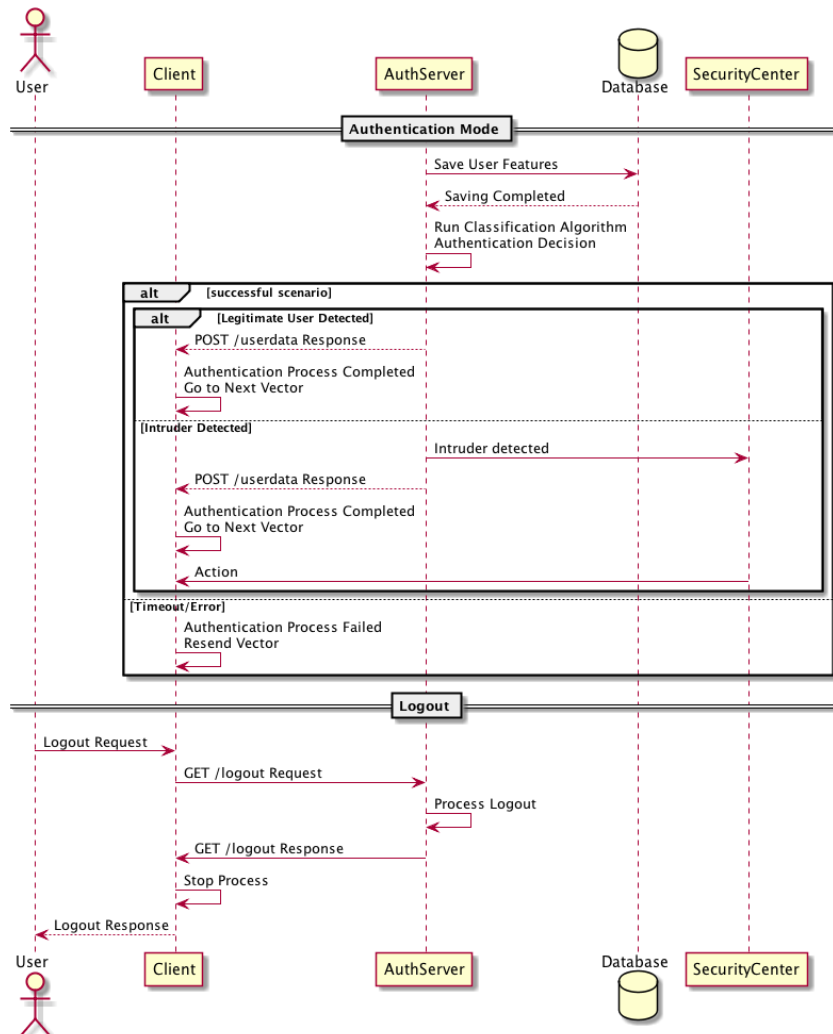 User
Client
AuthServer
Database
SecurityCenter
Authentication Mode
Save User Features
Saving Completed
Run Classification Algorithm
Authentication Decision
alt
[successful scenario]
alt
[Legitimate User Detected]
POST /userdata Response
Authentication Process Completed
Go to Next Vector
[Intruder Detected]
Intruder detected
POST /userdata Response
Authentication Process Completed
Go to Next Vector
Action
[Timeout/Error]
Authentication Process Failed
Resend Vector
Logout
Logout Request
GET /logout Request
Process Logout
GET /logout Response
Stop Process
Logout Response
User
Client
AuthServer
Database
SecurityCenter